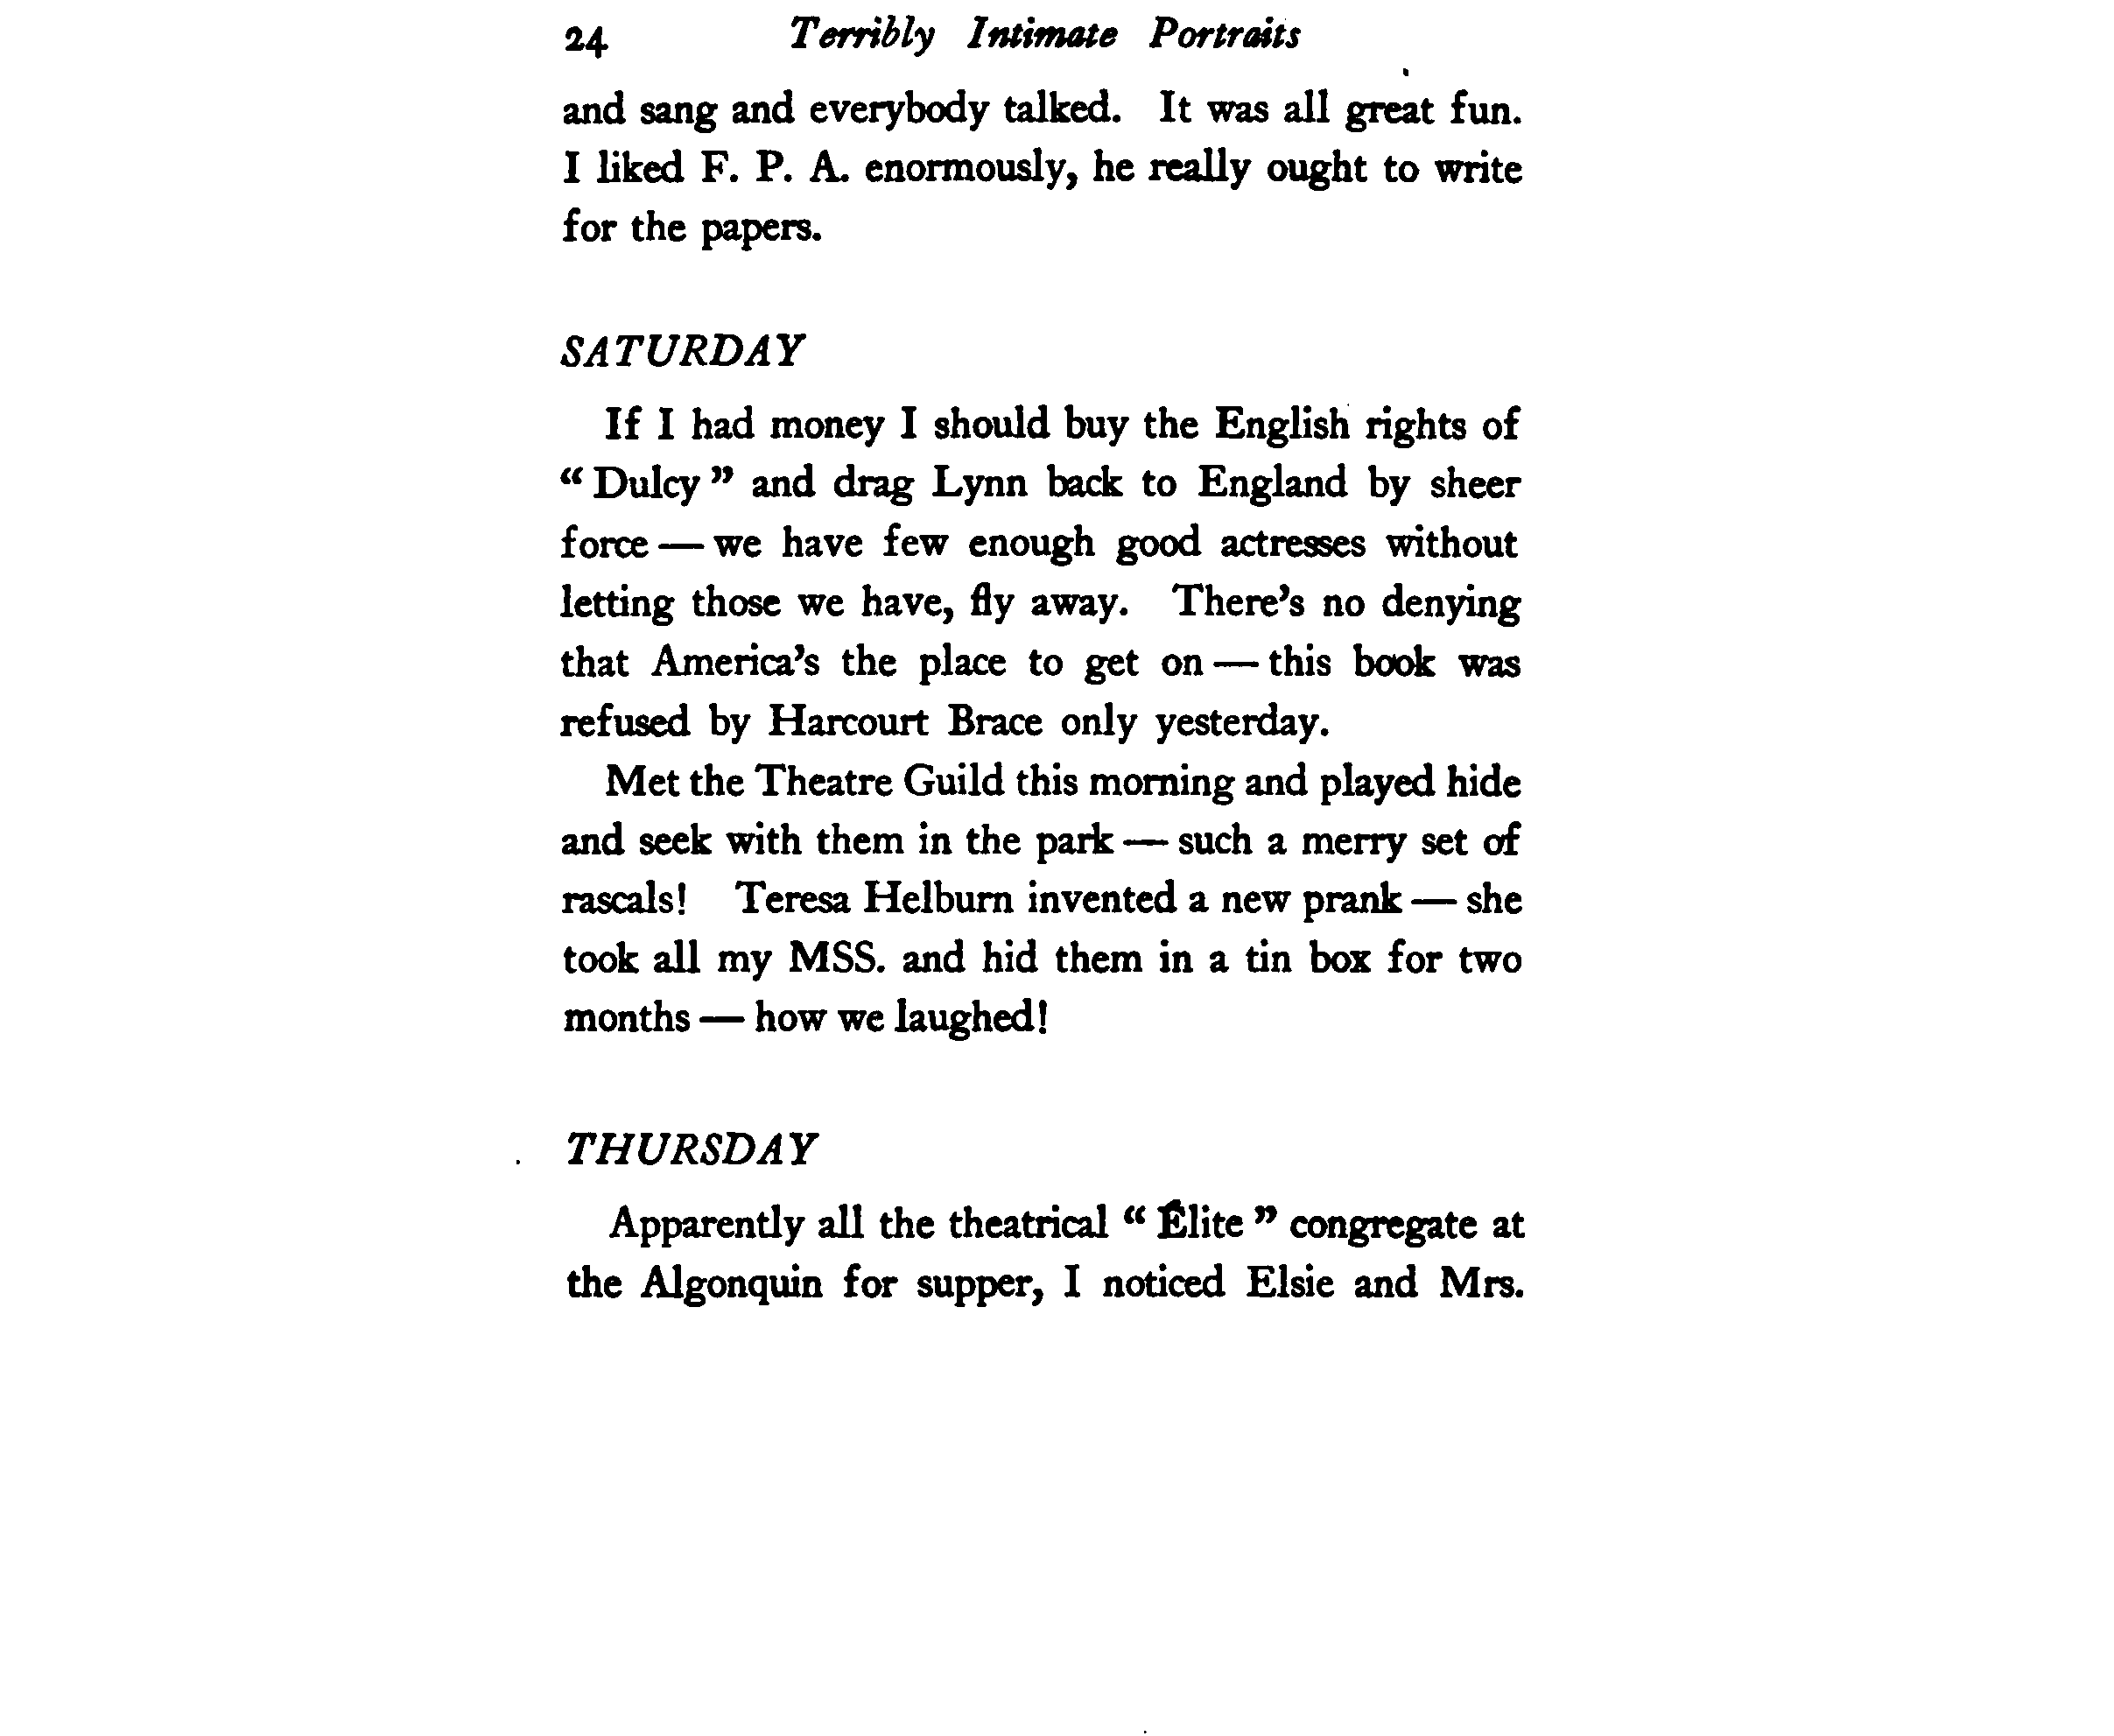 24 Terribly Intimate Portraits
and sang and everybody talked. It was all great fun.
I liked F. P. A. enormously, he really ought to write
for the papers.
SATURDAY
If I had money I should buy the English rights of
“Dulcy” and drag Lynn back to England by sheer
force — we have few enough good actresses without
letting those we have, fly away. There’s no denying
that America’s the place to get on — this book was
refused by Harcourt Brace only yesterday.
Met the Theatre Guild this morning and played hide
and seek with them in the park — such a merry set of
rascals! Teresa Helburn invented a new prank — she
took all my MSS. and hid them in a tin box for two
months — how we laughed!
THURSDAY
Apparently all the theatrical “Élite” congregate at
the Algonquin for supper, I noticed Elsie and Mrs.